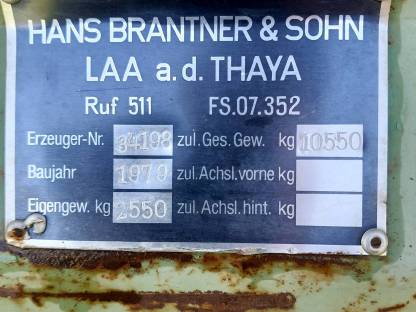 HANS BRANTNER & SOHN
LAA a.d. THAYA
Ruf 511 FS.07.352
Erzeuger-Nr. zul.Ges.Gew. kg 10550
Baujahr 1979 zul.Achsl.vorne kg
Eigengew. kg 2550 zul.Achsl.hint. kg